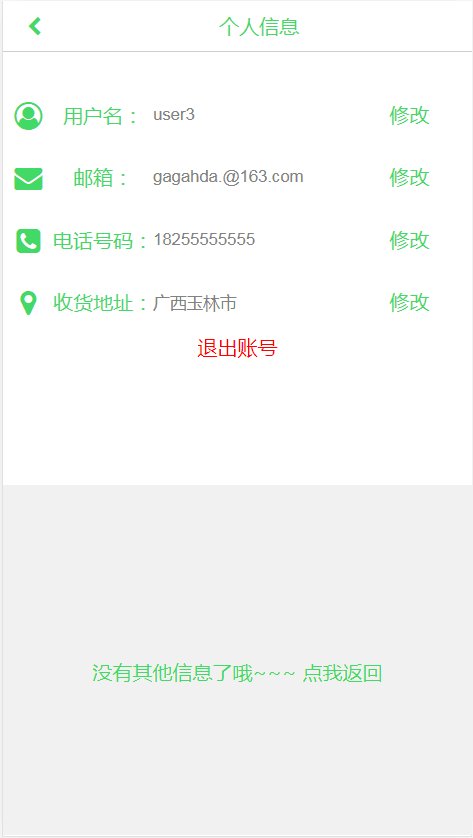 个人信息
用户名： user3 修改
邮箱： gagahda.@163.com 修改
电话号码：18255555555 修改
收货地址：广西玉林市 修改
退出账号
没有其他信息了哦~~~ 点我返回